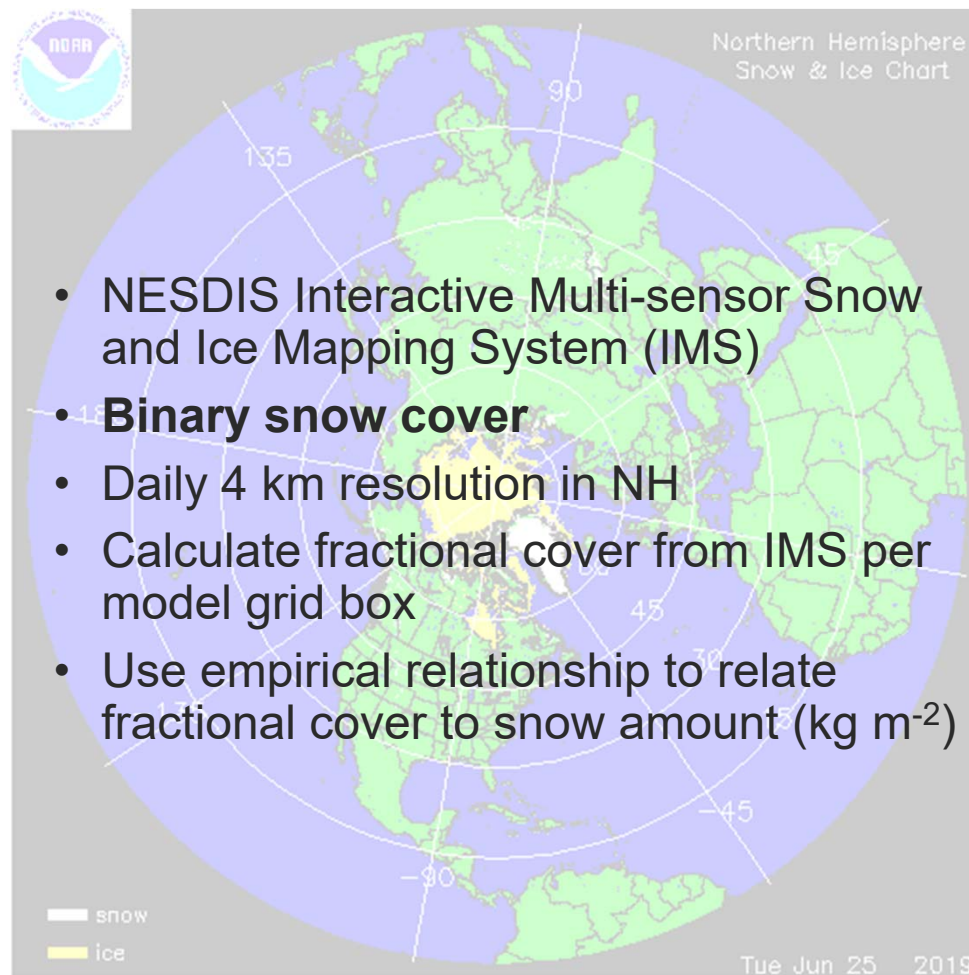 NOAA
Northern Hemisphere
Snow & Ice Chart
90
135
45
• NESDIS Interactive Multi-sensor Snow
and Ice Mapping System (IMS)
• Binary snow cover
• Daily 4 km resolution in NH
• Calculate fractional cover from IMS per
model grid box
• Use empirical relationship to relate
fractional cover to snow amount (kg m-2)
45
30
-45
-90
snow
ice
Tue Jun 25 2019